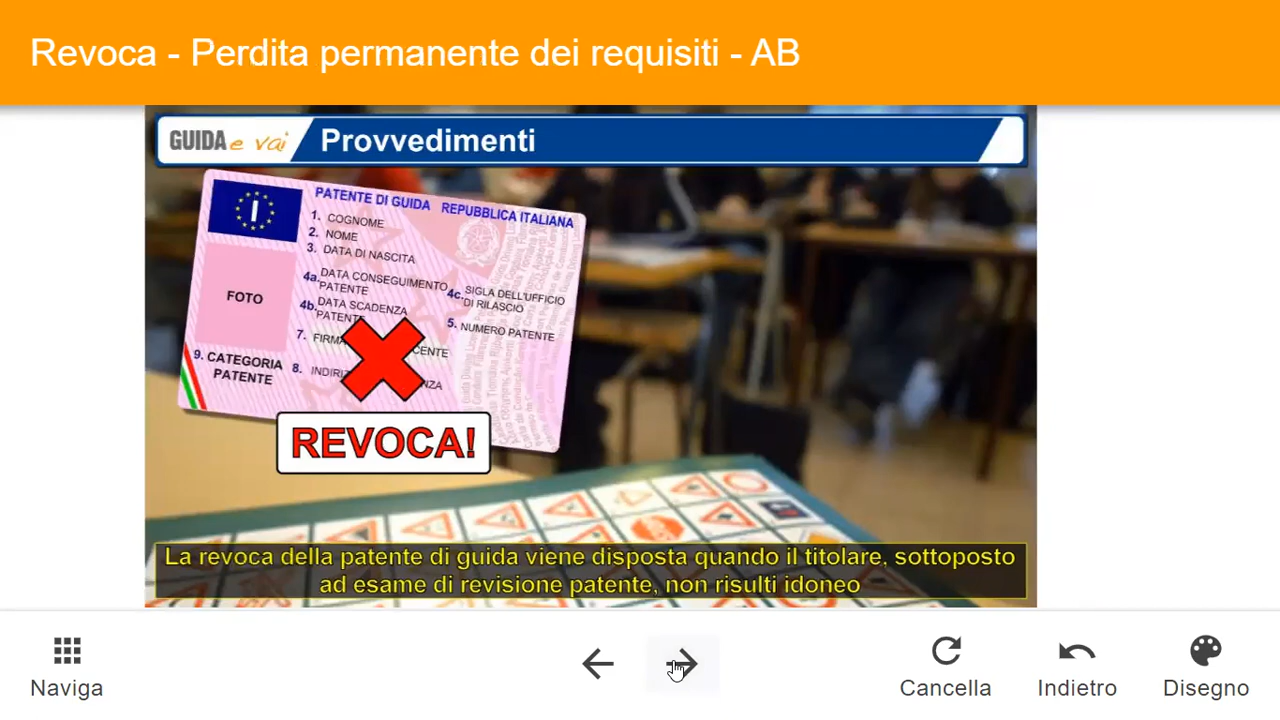 Revoca - Perdita permanente dei requisiti - AB
GUIDA e vai
Provvedimenti
PATENTE DI GUIDA REPUBBLICA ITALIANA
1. COGNOME
2. NOME
3. DATA DI NASCITA
4a. DATA CONSEGUIMENTO
PATENTE
4c. SIGLA DELL'UFFICIO
DI RILASCIO
4b. DATA SCADENZA
PATENTE
5. NUMERO PATENTE
7.
8.
FOTO
9. CATEGORIA
PATENTE
REVOCA!
La revoca della patente di guida viene disposta quando il titolare, sottoposto
ad esame di revisione patente, non risulti idoneo
Naviga
Cancella
Indietro
Disegno